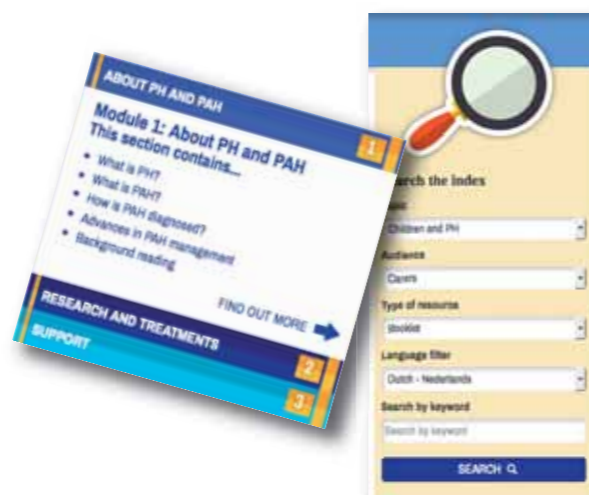 ABOUT PH AND PAH
1
Module 1: About PH and PAH
This section contains...
• What is PH?
• What is PAH?
• How is PAH diagnosed?
• Advances in PAH management
• Background reading
FIND OUT MORE
RESEARCH AND TREATMENTS
2
SUPPORT
3
rch the index
Children and PH
Audience
Carers
Type of resource
Booklet
Language filter
Dutch - Nederlands
Search by keyword
Search by keyword
SEARCH